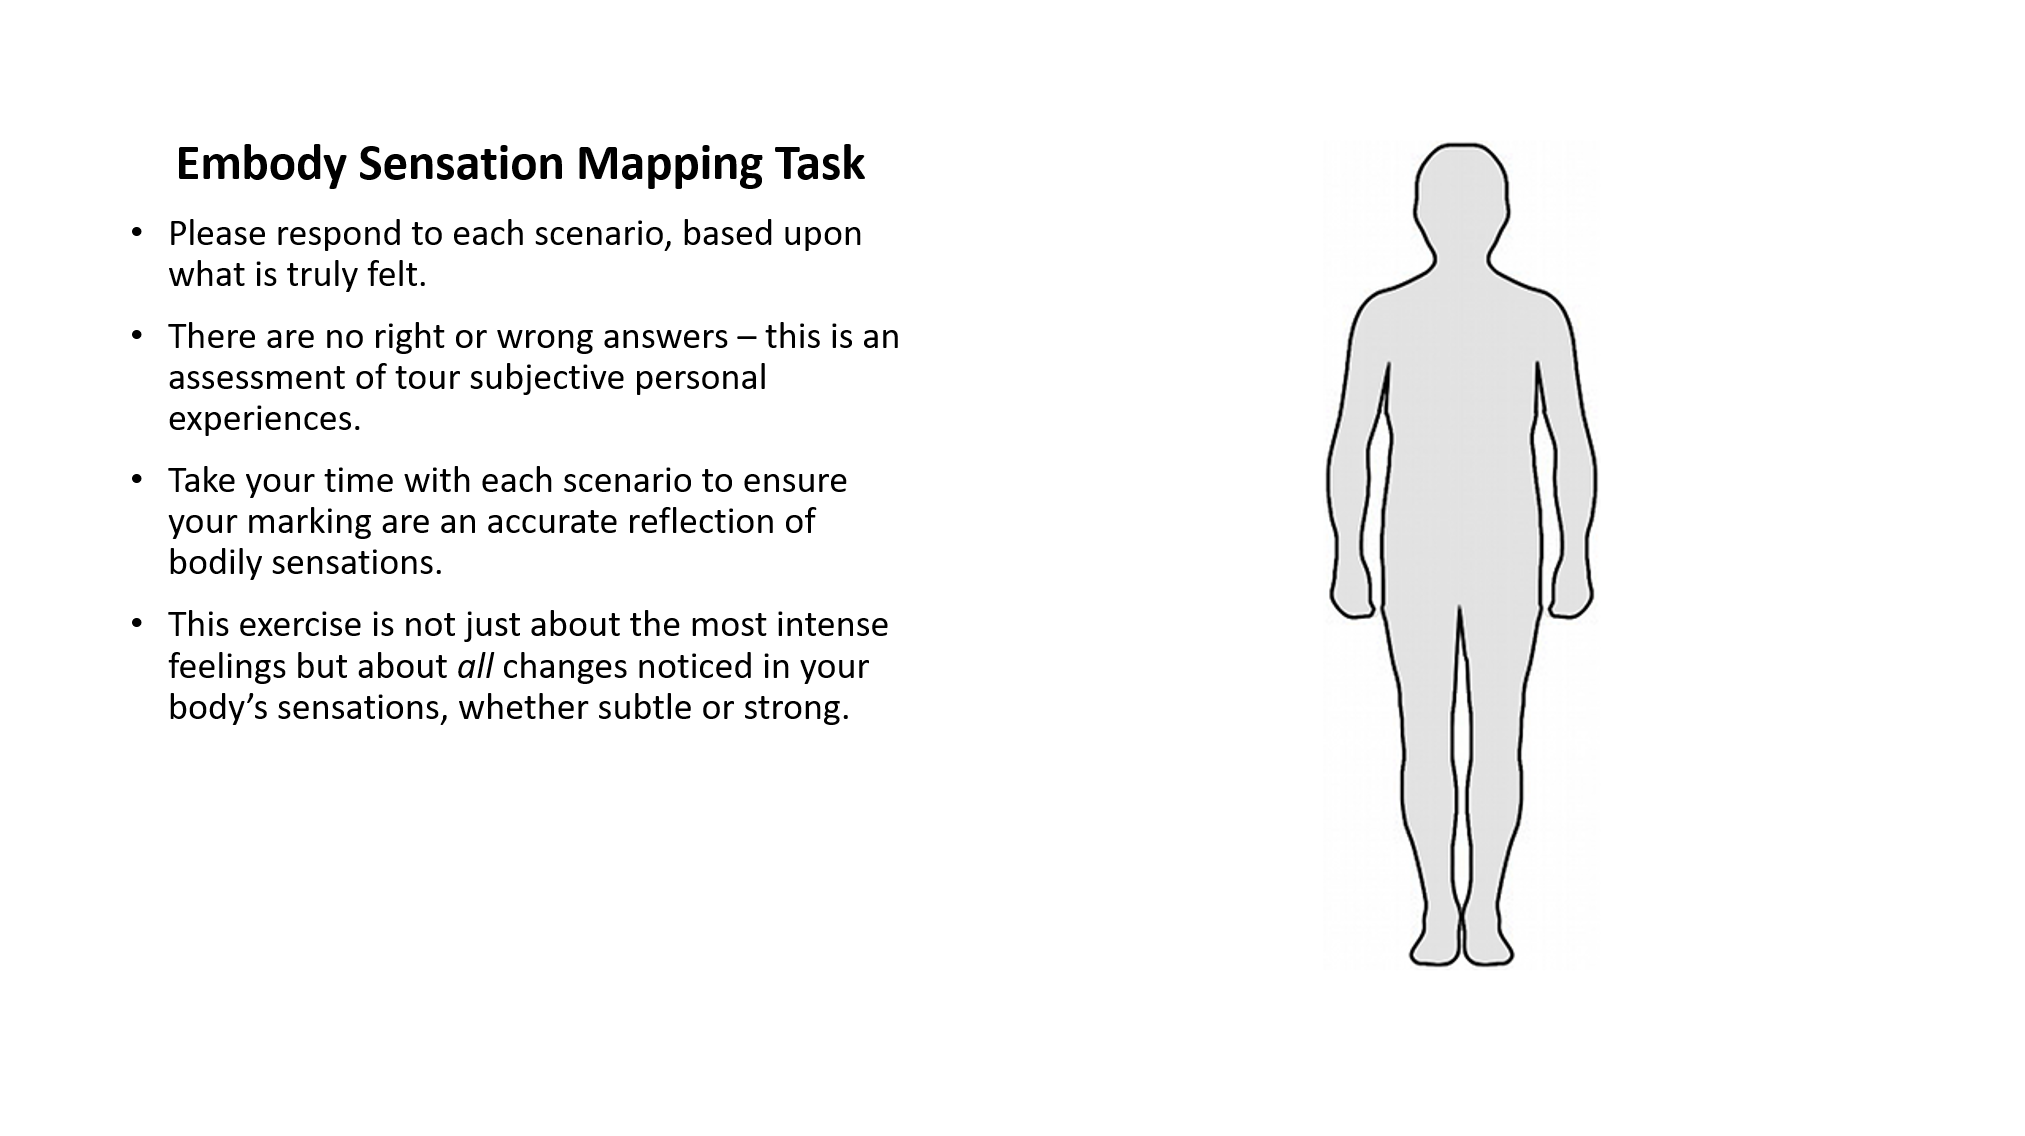 Embody Sensation Mapping Task
• Please respond to each scenario, based upon
what is truly felt.
• There are no right or wrong answers – this is an
assessment of tour subjective personal
experiences.
• Take your time with each scenario to ensure
your marking are an accurate reflection of
bodily sensations.
• This exercise is not just about the most intense
feelings but about all changes noticed in your
body’s sensations, whether subtle or strong.